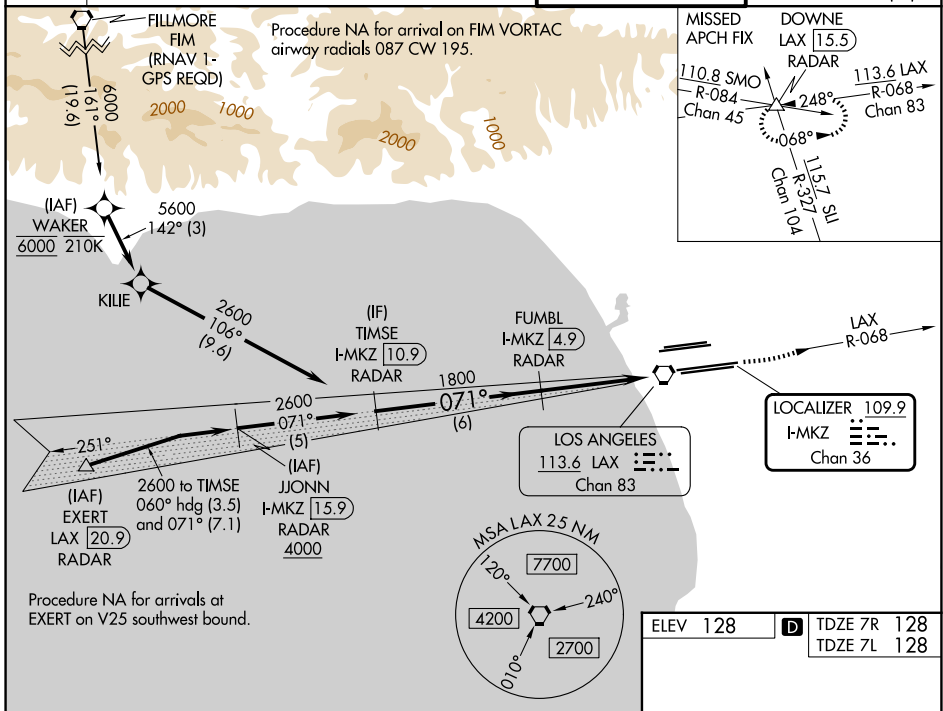 FILLMORE
FIM
(RNAV 1-
GPS REQD)
Procedure NA for arrival on FIM VORTAC
airway radials 087 CW 195.
6000
161°
(19.6)
2000
1000
2000
1000
MISSED
APCH FIX
DOWNE
LAX 15.5
RADAR
110.8 SMO
R-084
Chan 45
113.6 LAX
R-068
Chan 83
248°
068°
115.7 SLI
R-327
Chan 104
(IAF)
WAKER
6000 210K
5600
142° (3)
KILIE
2600
106°
(9.6)
(IF)
TIMSE
I-MKZ 10.9
RADAR
FUMBL
I-MKZ 4.9
RADAR
LAX
R-068
1800
071°
(6)
2600
071°
(5)
251°
(IAF)
EXERT
LAX 20.9
RADAR
2600 to TIMSE
060° hdg (3.5)
and 071° (7.1)
(IAF)
JJONN
I-MKZ 15.9
RADAR
4000
LOS ANGELES
113.6 LAX
Chan 83
LOCALIZER 109.9
I-MKZ
Chan 36
MSA LAX 25 NM
120°
7700
240°
4200
2700
010°
Procedure NA for arrivals at
EXERT on V25 southwest bound.
ELEV 128
D
TDZE 7R 128
TDZE 7L 128